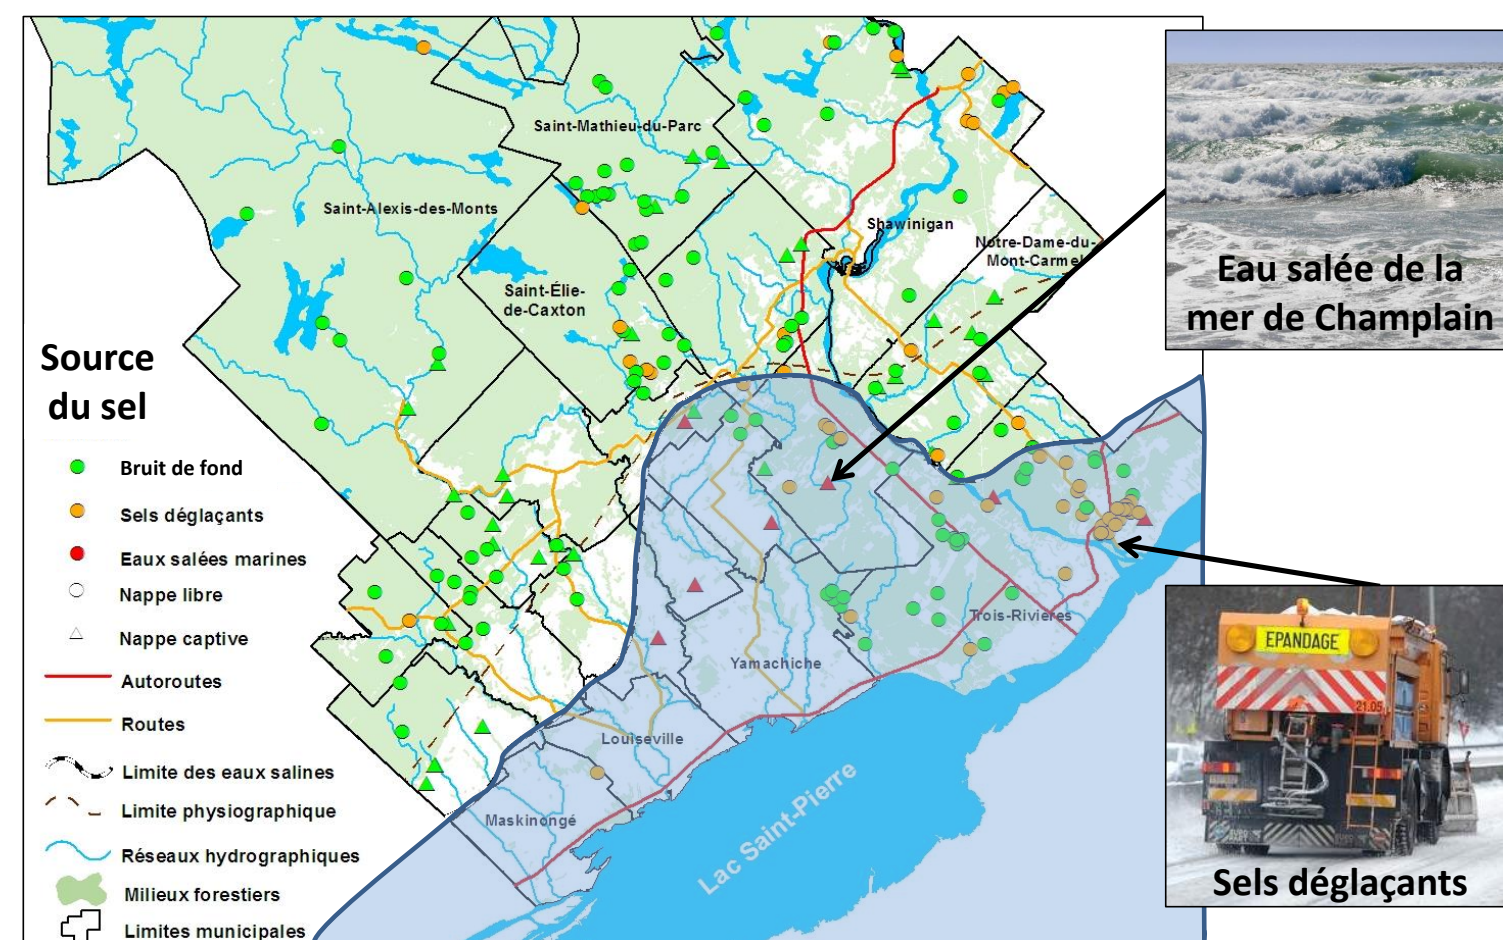 Saint-Mathieu-du-Parc
Saint-Alexis-des-Monts
Shawinigan
Notre-Dame-du-
Mont-Carmel
Saint-Élie-
de-Caxton
Eau salée de la
mer de Champlain
Source
du sel
Bruit de fond
Sels déglaçants
Eaux salées marines
Nappe libre
Nappe captive
Autoroutes
Routes
Limite des eaux salines
Limite physiographique
Réseaux hydrographiques
Milieux forestiers
Limites municipales
Trois-Rivières
Yamachiche
Louiseville
Maskinongé
Lac Saint-Pierre
EPANDAGE
21.05
Sels déglaçants